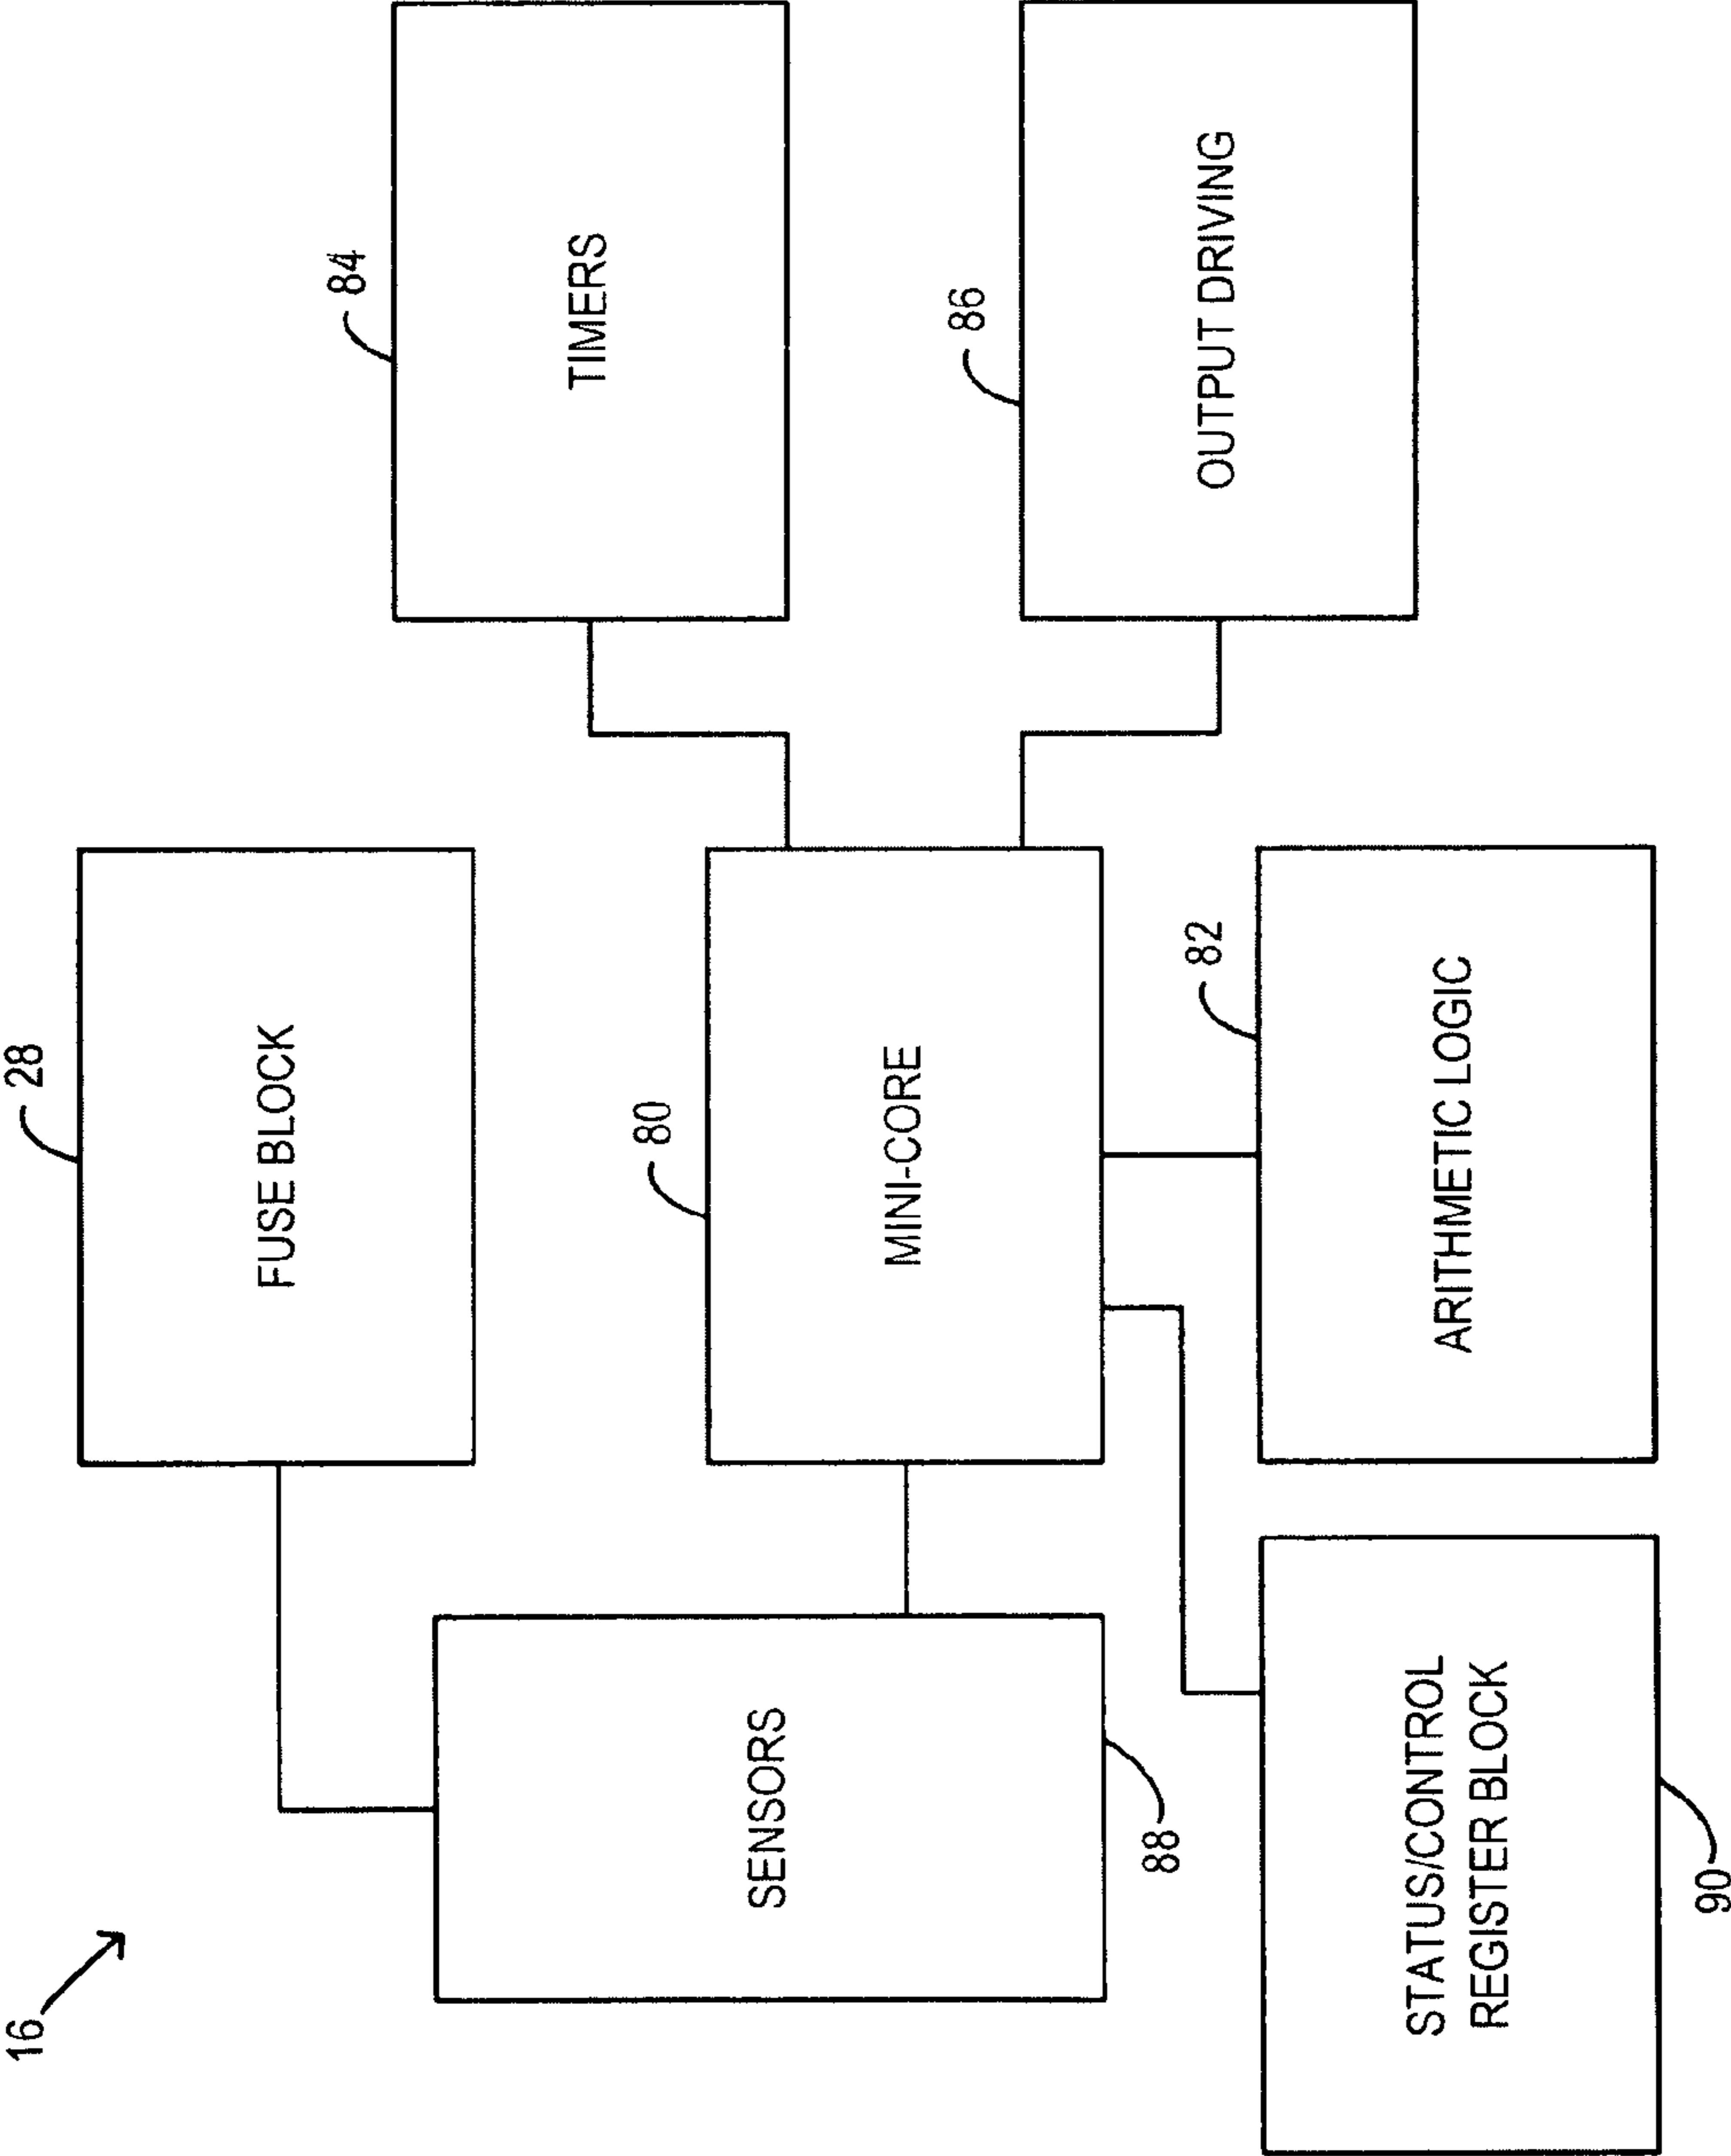 16
28
FUSE BLOCK
84
TIMERS
80
MINI-CORE
SENSORS
88
86
OUTPUT DRIVING
82
ARITHMETIC LOGIC
STATUS/CONTROL
REGISTER BLOCK
90